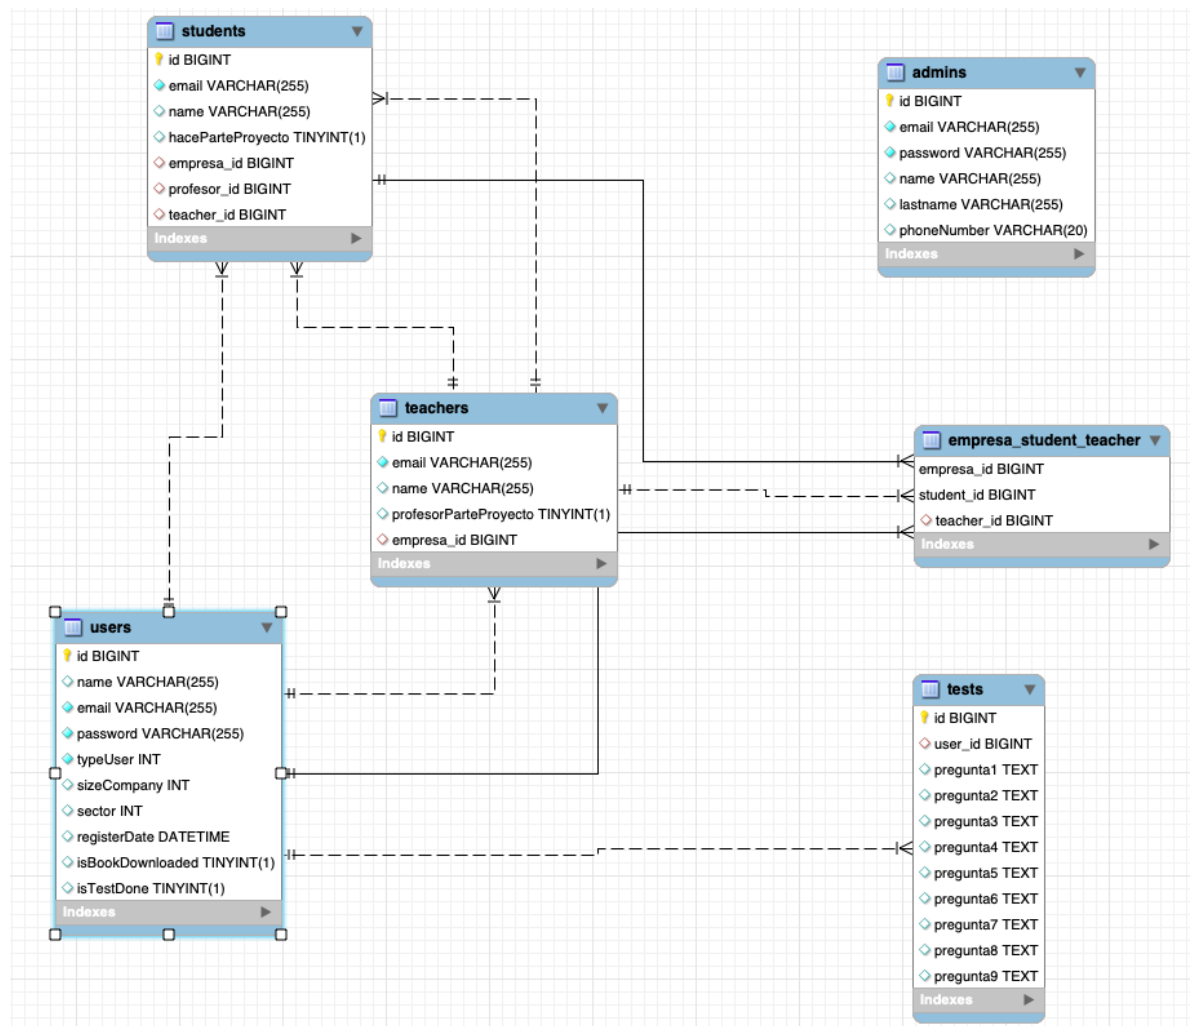 students
id BIGINT
email VARCHAR(255)
name VARCHAR(255)
haceParteProyecto TINYINT(1)
empresa_id BIGINT
profesor_id BIGINT
teacher_id BIGINT
Indexes
admins
id BIGINT
email VARCHAR(255)
password VARCHAR(255)
name VARCHAR(255)
lastname VARCHAR(255)
phoneNumber VARCHAR(20)
Indexes
teachers
id BIGINT
email VARCHAR(255)
name VARCHAR(255)
profesorParteProyecto TINYINT(1)
empresa_id BIGINT
Indexes
empresa_student_teacher
empresa_id BIGINT
student_id BIGINT
teacher_id BIGINT
Indexes
users
id BIGINT
name VARCHAR(255)
email VARCHAR(255)
password VARCHAR(255)
typeUser INT
sizeCompany INT
sector INT
registerDate DATETIME
isBookDownloaded TINYINT(1)
isTestDone TINYINT(1)
Indexes
tests
id BIGINT
user_id BIGINT
pregunta1 TEXT
pregunta2 TEXT
pregunta3 TEXT
pregunta4 TEXT
pregunta5 TEXT
pregunta6 TEXT
pregunta7 TEXT
pregunta8 TEXT
pregunta9 TEXT
Indexes